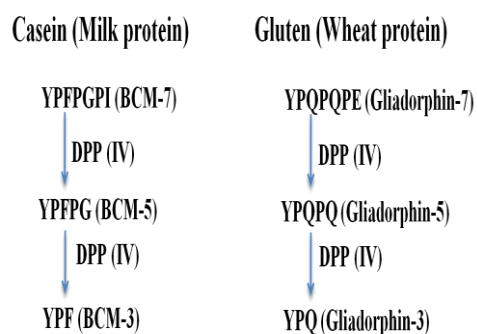 Casein (Milk protein)
YPFPGPI (BCM-7)
DPP (IV)
YPFPG (BCM-5)
DPP (IV)
YPF (BCM-3)
Gluten (Wheat protein)
YPQPQPE (Gliadorphin-7)
DPP (IV)
YPQPQ (Gliadorphin-5)
DPP (IV)
YPQ (Gliadorphin-3)